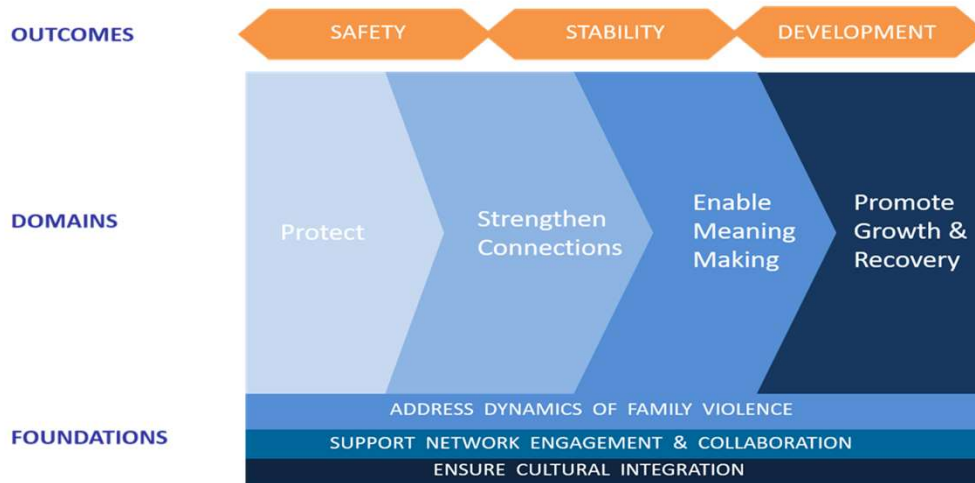 OUTCOMES
SAFETY
STABILITY
DEVELOPMENT
DOMAINS
Protect
Strengthen
Connections
Enable
Meaning
Making
Promote
Growth &
Recovery
FOUNDATIONS
ADDRESS DYNAMICS OF FAMILY VIOLENCE
SUPPORT NETWORK ENGAGEMENT & COLLABORATION
ENSURE CULTURAL INTEGRATION